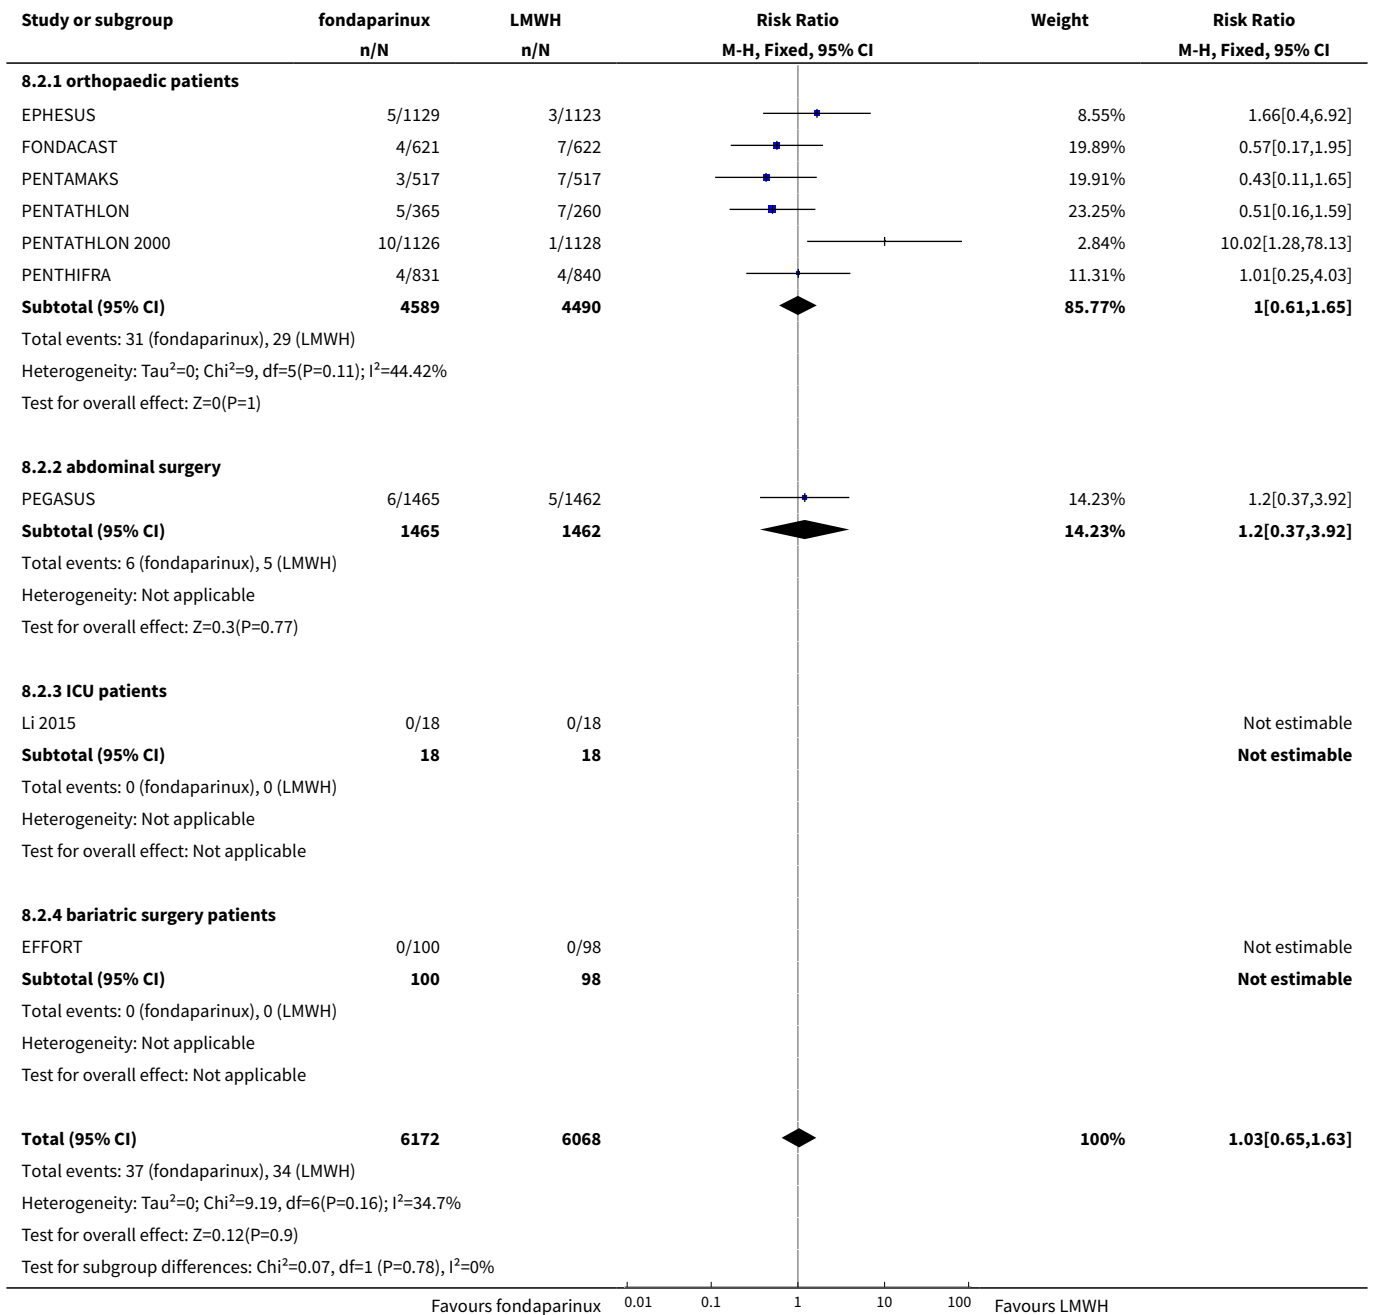 Study or subgroup fondaparinux LMWH Risk Ratio Weight Risk Ratio
n/N n/N M-H, Fixed, 95% CI M-H, Fixed, 95% CI
8.2.1 orthopaedic patients
EPHESUS 5/1129 3/1123 8.55% 1.66[0.4,6.92]
FONDACAST 4/621 7/622 19.89% 0.57[0.17,1.95]
PENTAMAKS 3/517 7/517 19.91% 0.43[0.11,1.65]
PENTATHLON 5/365 7/260 23.25% 0.51[0.16,1.59]
PENTATHLON 2000 10/1126 1/1128 2.84% 10.02[1.28,78.13]
PENTHIFRA 4/831 4/840 11.31% 1.01[0.25,4.03]
Subtotal (95% CI) 4589 4490 85.77% 1[0.61,1.65]
Total events: 31 (fondaparinux), 29 (LMWH)
Heterogeneity: Tau²=0; Chi²=9, df=5(P=0.11); I²=44.42%
Test for overall effect: Z=0(P=1)
8.2.2 abdominal surgery
PEGASUS 6/1465 5/1462 14.23% 1.2[0.37,3.92]
Subtotal (95% CI) 1465 1462 14.23% 1.2[0.37,3.92]
Total events: 6 (fondaparinux), 5 (LMWH)
Heterogeneity: Not applicable
Test for overall effect: Z=0.3(P=0.77)
8.2.3 ICU patients
Li 2015 0/18 0/18 Not estimable
Subtotal (95% CI) 18 18 Not estimable
Total events: 0 (fondaparinux), 0 (LMWH)
Heterogeneity: Not applicable
Test for overall effect: Not applicable
8.2.4 bariatric surgery patients
EFFORT 0/100 0/98 Not estimable
Subtotal (95% CI) 100 98 Not estimable
Total events: 0 (fondaparinux), 0 (LMWH)
Heterogeneity: Not applicable
Test for overall effect: Not applicable
Total (95% CI) 6172 6068 100% 1.03[0.65,1.63]
Total events: 37 (fondaparinux), 34 (LMWH)
Heterogeneity: Tau²=0; Chi²=9.19, df=6(P=0.16); I²=34.7%
Test for overall effect: Z=0.12(P=0.9)
Test for subgroup differences: Chi²=0.07, df=1 (P=0.78), I²=0%
Favours fondaparinux 0.01 0.1 1 10 100 Favours LMWH